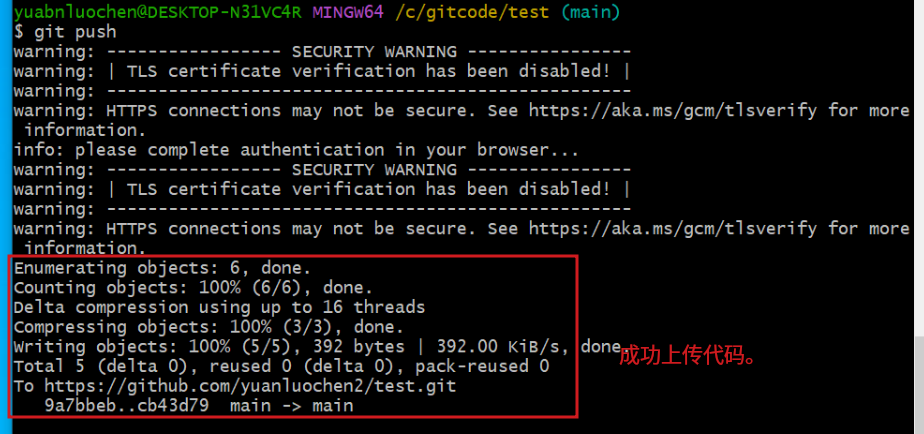 yuabnluochen@DESKTOP-N31VC4R MINGW64 /c/gitcode/test (main)
$ git push
warning: ----------------- SECURITY WARNING ----------------
warning: | TLS certificate verification has been disabled! |
warning: ---------------------------------------------------
warning: HTTPS connections may not be secure. See https://aka.ms/gcm/tlsverify for more
 information.
info: please complete authentication in your browser...
warning: ----------------- SECURITY WARNING ----------------
warning: | TLS certificate verification has been disabled! |
warning: ---------------------------------------------------
warning: HTTPS connections may not be secure. See https://aka.ms/gcm/tlsverify for more
 information.
Enumerating objects: 6, done.
Counting objects: 100% (6/6), done.
Delta compression using up to 16 threads
Compressing objects: 100% (3/3), done.
Writing objects: 100% (5/5), 392 bytes | 392.00 KiB/s, done.
成功上传代码。
Total 5 (delta 0), reused 0 (delta 0), pack-reused 0
To https://github.com/yuanluochen2/test.git
   9a7bbeb..cb43d79  main -> main